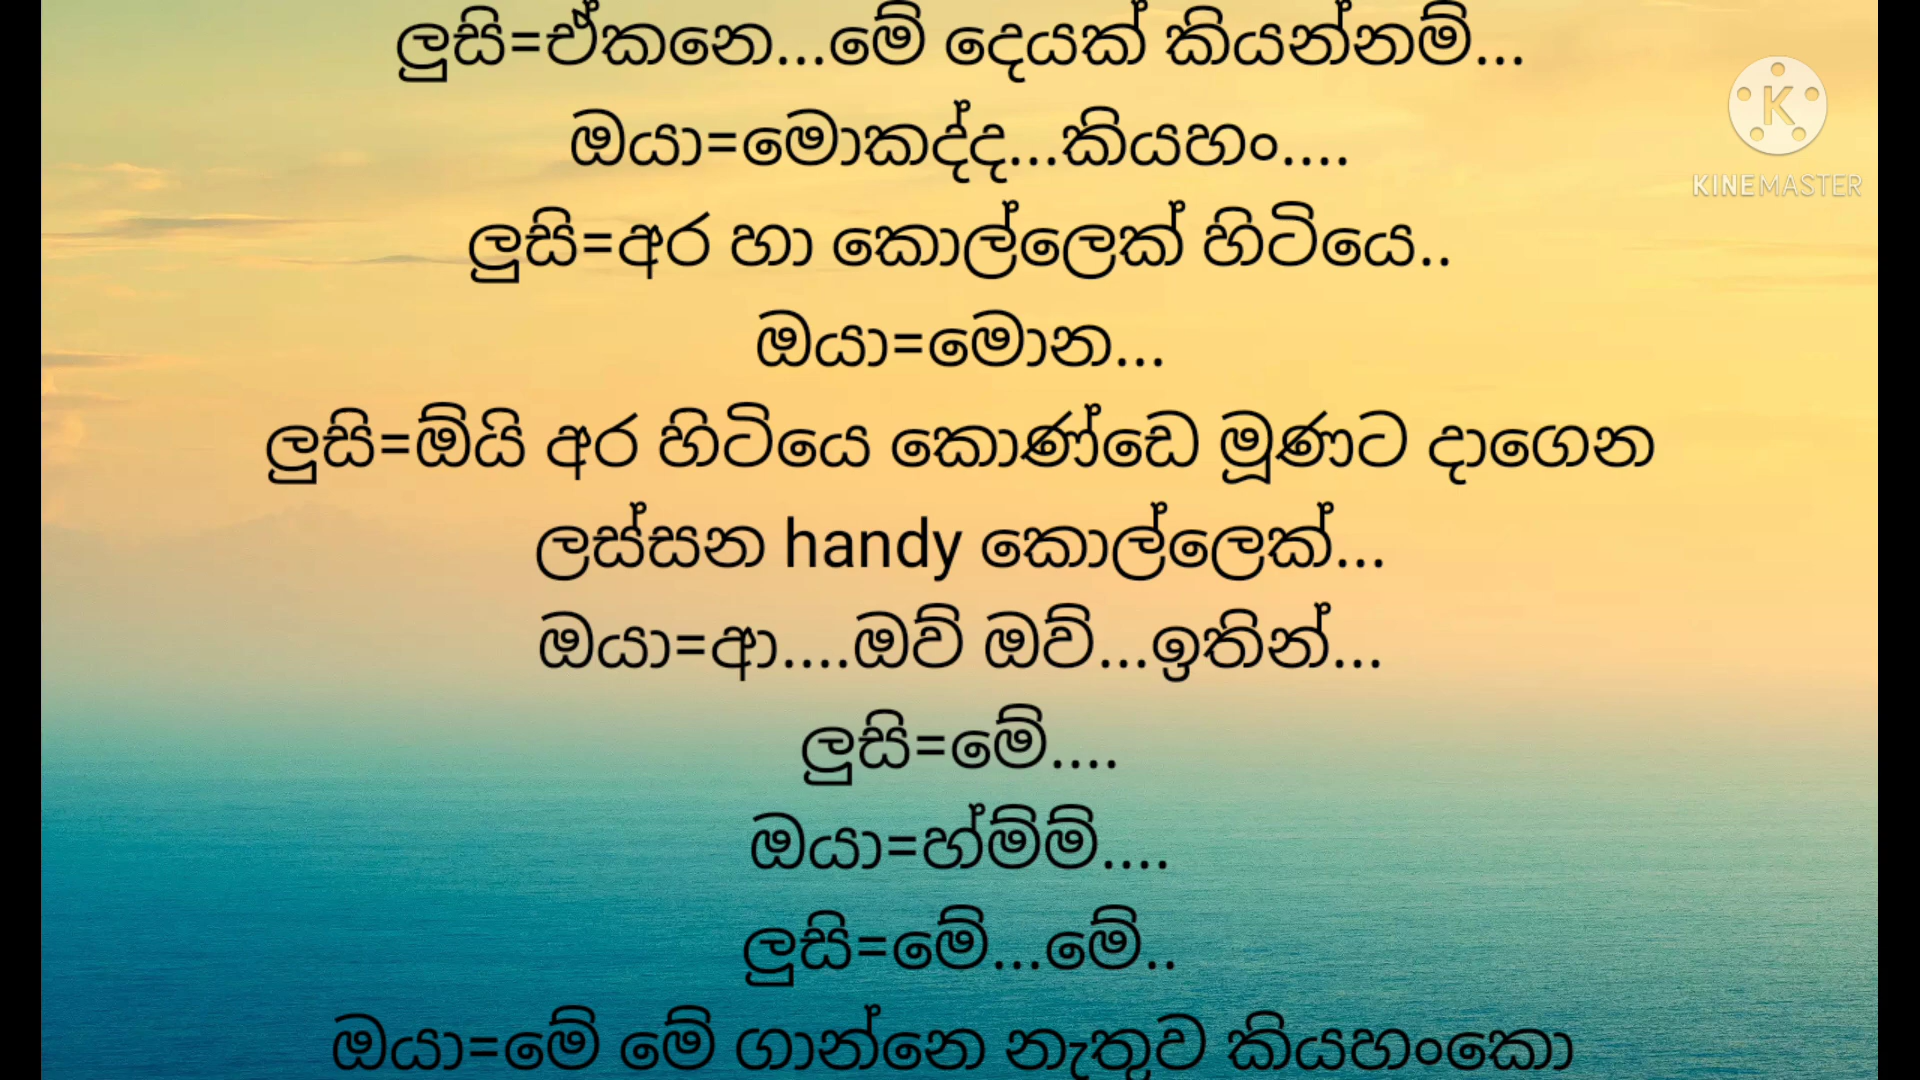 ලුසි=ඒකනෙ...මේ දෙයක් කියන්නම්...
ඔයා=මොකද්ද...කියහං....
ලුසි=අර හා කොල්ලෙක් හිටියෙ..
ඔයා=මොන...
ලුසි=ඕයි අර හිටියෙ කොණ්ඩෙ මූණට දාගෙන
ලස්සන handy කොල්ලෙක්...
ඔයා=ආ....ඔව් ඔව්...ඉතින්...
ලුසි=මේ....
ඔයා=හ්ම්ම්....
ලුසි=මේ...මේ..
ඔයා=මේ මේ ගාන්නෙ නැතුව කියහංකො
K
KINEMASTER